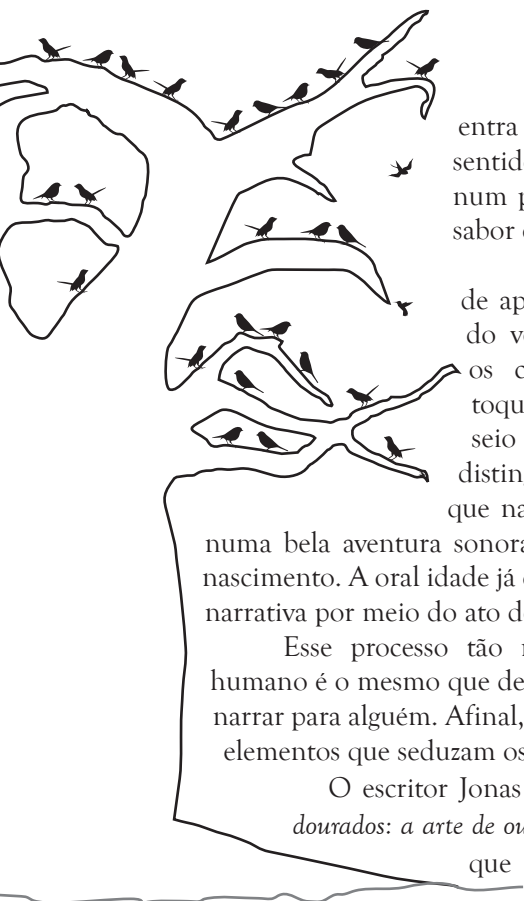 entra
sentid
num p
sabor
de ap
do v
os c
toqu
seio
distin
que na
numa bela aventura sonora
nascimento. A oral idade já
narrativa por meio do ato d
Esse processo tão
humano é o mesmo que de
narrar para alguém. Afinal,
elementos que seduzam os
O escritor Jonas
dourados: a arte de ou
que